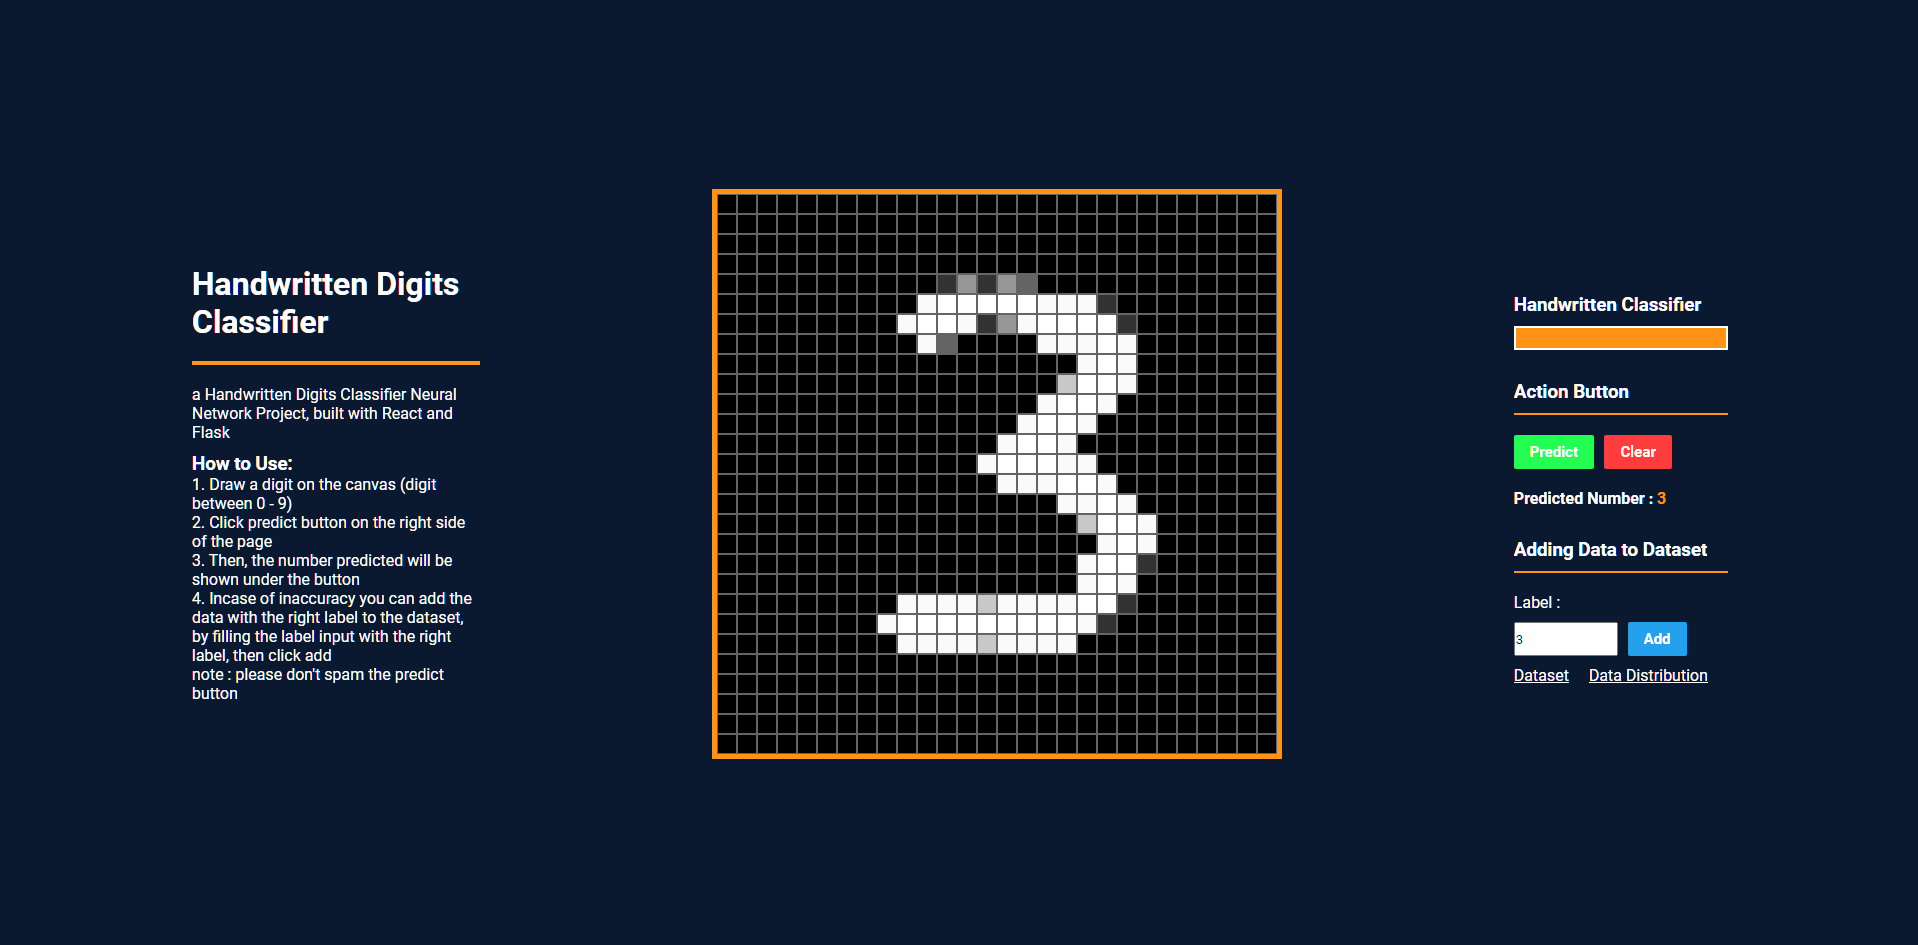 Handwritten Digits
Classifier
a Handwritten Digits Classifier Neural
Network Project, built with React and
Flask
How to Use:
1. Draw a digit on the canvas (digit
between 0 - 9)
2. Click predict button on the right side
of the page
3. Then, the number predicted will be
shown under the button
4. Incase of inaccuracy you can add the
data with the right label to the dataset,
by filling the label input with the right
label, then click add
note : please don't spam the predict
button
3
Handwritten Classifier
Action Button
Predict Clear
Predicted Number : 3
Adding Data to Dataset
Label :
3 Add
Dataset Data Distribution